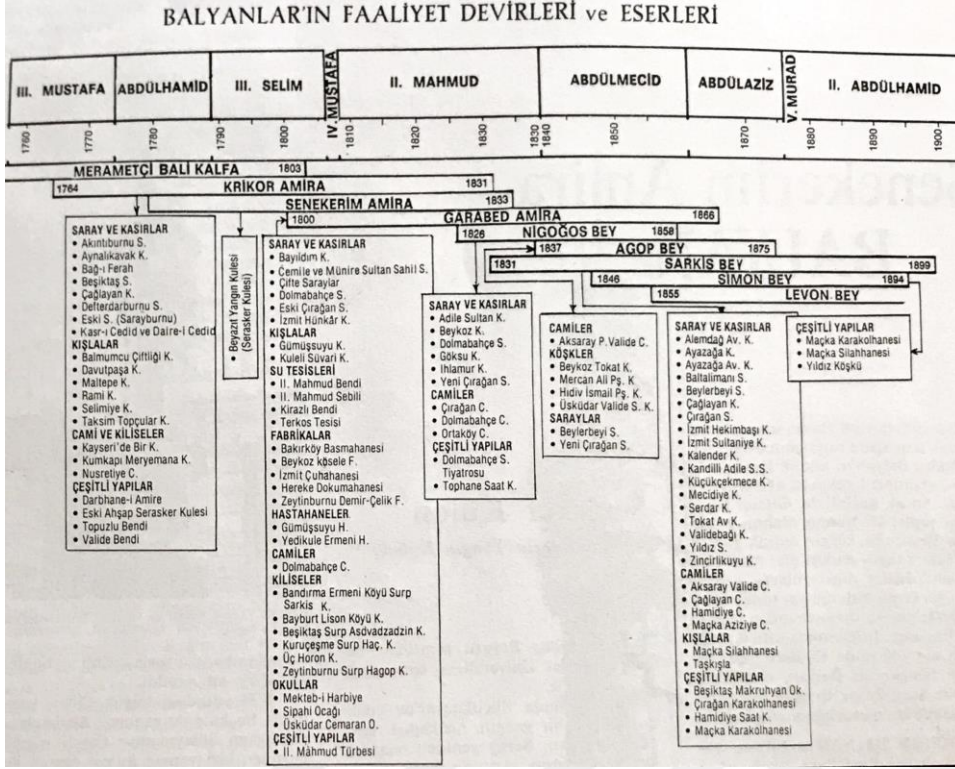 BALYANLAR'IN FAALİYET DEVİRLERİ ve ESERLERİ
III. MUSTAFA
ABDÜLHAMİD
III. SELİM
IV. MUSTAFA
II. MAHMUD
ABDÜLMECİD
ABDÜLAZİZ
V. MURAD
II. ABDÜLHAMİD
1760
1770
1780
1790
1800
1810
1820
1830
1830
1840
1850
1870
1880
1890
1900
MERAMETÇİ BALİ KALFA 1803
1764 KRİKOR AMİRA 1831
SENEKERİM AMİRA 1833
1800 GARABED AMİRA 1866
1826 NİGOĞOS BEY 1858
1837 AGOP BEY 1875
1831 SARKİS BEY 1899
1846 SİMON BEY 1894
1855 LEVON BEY
SARAY VE KASIRLAR
• Akıntıburnu S.
• Aynalıkavak K.
• Bağ-ı Ferah
• Beşiktaş S.
• Çağlayan K.
• Defterdarburnu S.
• Eski S. (Sarayburnu)
• Kasr-ı Cedid ve Daire-i Cedid
KIŞLALAR
• Balmumcu Çiftliği K.
• Davutpaşa K.
• Maltepe K.
• Rami K.
• Selimiye K.
• Taksim Topçular K.
CAMİ VE KİLİSELER
• Kayseri'de Bir K.
• Kumkapı Meryemana K.
• Nusretiye C.
ÇEŞİTLİ YAPILAR
• Darbhane-i Amire
• Eski Ahşap Serasker Kulesi
• Topuzlu Bendi
• Valide Bendi
• Beyazıt Yangın Kulesi
(Serasker Kulesi)
SARAY VE KASIRLAR
• Bayıldım K.
• Çemile ve Münire Sultan Sahil S.
• Çifte Saraylar
• Dolmabahçe S.
• Eski Çırağan S.
• İzmit Hünkâr K.
KIŞLALAR
• Gümüşsuyu K.
• Kuleli Süvari K.
SU TESİSLERİ
• II. Mahmud Bendi
• II. Mahmud Sebili
• Kirazlı Bendi
• Terkos Tesisi
FABRİKALAR
• Bakırköy Basmahanesi
• Beykoz kösele F.
• İzmit Çuhahanesi
• Hereke Dokumahanesi
• Zeytinburnu Demir-Çelik F.
HASTAHANELER
• Gümüşsuyu H.
• Yedikule Ermeni H.
CAMİLER
• Dolmabahçe C.
KİLİSELER
• Bandırma Ermeni Köyü Surp
Sarkis K.
• Bayburt Lison Köyü K.
• Beşiktaş Surp Asdvadzadzin K.
• Kuruçeşme Surp Haç. K.
• Üç Horon K.
• Zeytinburnu Surp Hagop K.
OKULLAR
• Mekteb-i Harbiye
• Sipahi Ocağı
• Üsküdar Cemaran O.
ÇEŞİTLİ YAPILAR
• II. Mahmud Türbesi
SARAY VE KASIRLAR
• Adile Sultan K.
• Beykoz K.
• Dolmabahçe S.
• Göksu K.
• Ihlamur K.
• Yeni Çırağan S.
CAMİLER
• Çırağan C.
• Dolmabahçe C.
• Ortaköy C.
ÇEŞİTLİ YAPILAR
• Dolmabahçe S.
Tiyatrosu
• Tophane Saat K.
CAMİLER
• Aksaray P. Valide C.
KÖŞKLER
• Beykoz Tokat K.
• Mercan Ali Pş. K
• Hıdiv İsmail Pş. K.
• Üsküdar Valide S. K.
SARAYLAR
• Beylerbeyi S.
• Yeni Çırağan S.
SARAY VE KASIRLAR
• Alemdağ Av. K.
• Ayazağa K.
• Ayazağa Av. K.
• Baltalimanı S.
• Beylerbeyi S.
• Çağlayan K.
• Çırağan S.
• İzmit Hekimbaşı K.
• İzmit Sultaniye K.
• Kalender K.
• Kandilli Adile S.S.
• Küçükçekmece K.
• Mecidiye K.
• Serdar K.
• Tokat Av K.
• Validebağı K.
• Yıldız S.
• Zincirlikuyu K.
CAMİLER
• Aksaray Valide C.
• Çağlayan C.
• Hamidiye C.
• Maçka Aziziye C.
KIŞLALAR
• Maçka Silahhanesi
• Taşkışla
ÇEŞİTLİ YAPILAR
• Beşiktaş Makruhyan Ok.
• Çırağan Karakolhanesi
• Hamidiye Saat K.
• Maçka Karakolhanesi
ÇEŞİTLİ YAPILAR
• Maçka Karakolhanesi
• Maçka Silahhanesi
• Yıldız Köşkü